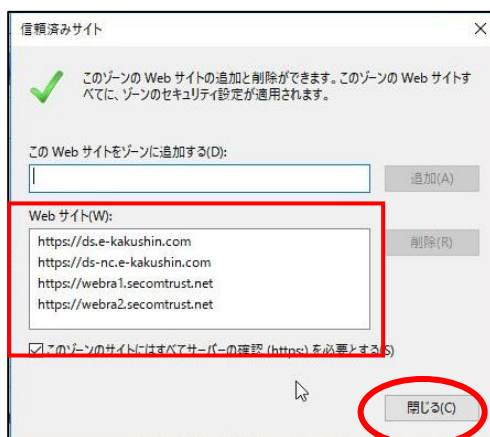 信頼済みサイト
このゾーンの Web サイトの追加と削除ができます。このゾーンの Web サイトす
べてに、ゾーンのセキュリティ設定が適用されます。
この Web サイトをゾーンに追加する(D):
追加(A)
Web サイト(W):
https://ds.e-kakushin.com
https://ds-nc.e-kakushin.com
https://webra1.secomtrust.net
https://webra2.secomtrust.net
削除(R)
このゾーンのサイトにはすべてサーバーの確認 (https:) を必要とする(S)
閉じる(C)